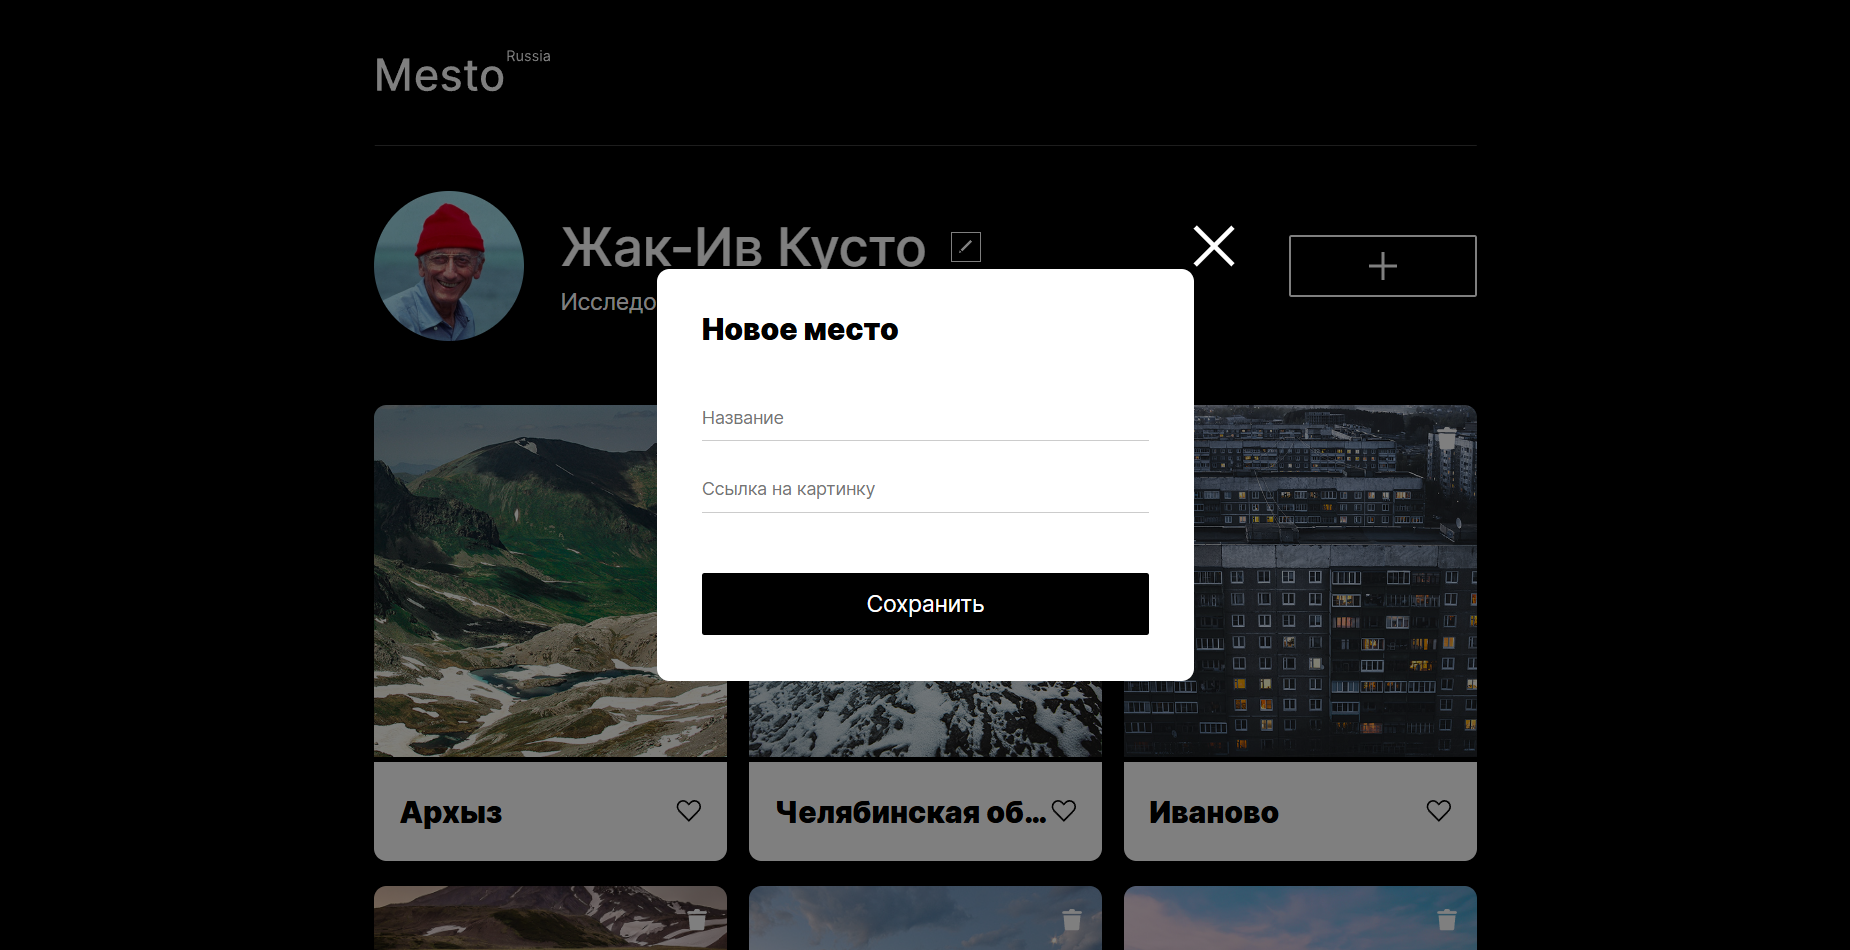 Mesto Russia
Жак-Ив Кусто
Исследо
Новое место
Название
Ссылка на картинку
Сохранить
Архыз
Челябинская об...
Иваново